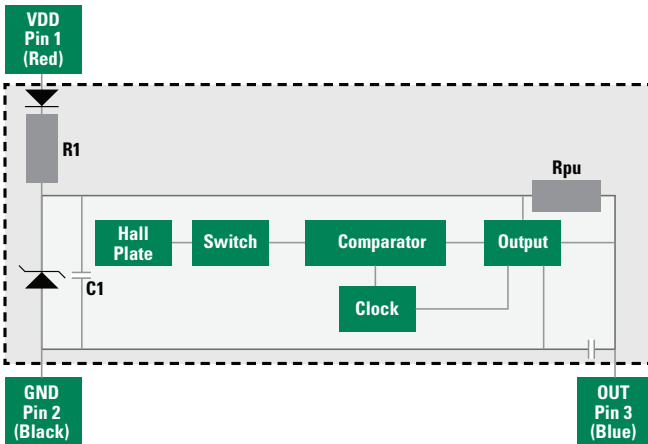 VDD
Pin 1
(Red)
R1
Rpu
Hall
Plate
Switch
Comparator
Output
C1
Clock
GND
Pin 2
(Black)
OUT
Pin 3
(Blue)